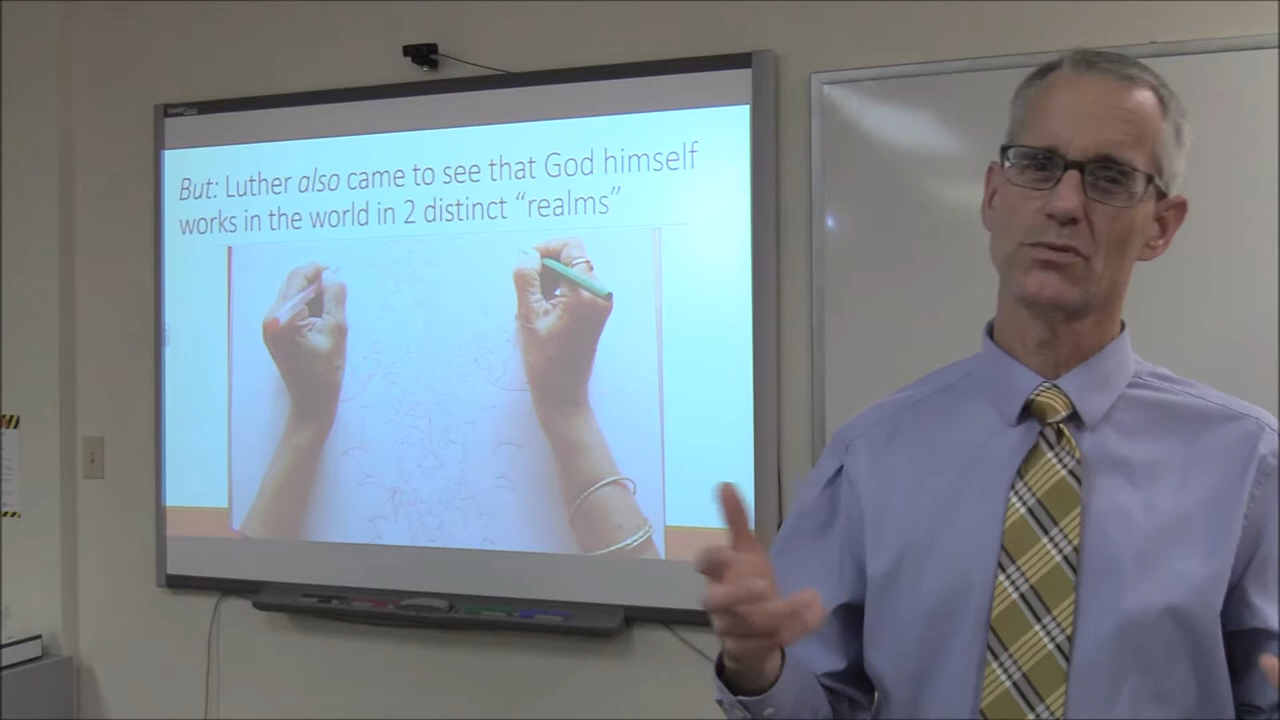 But: Luther also came to see that God himself
works in the world in 2 distinct “realms”